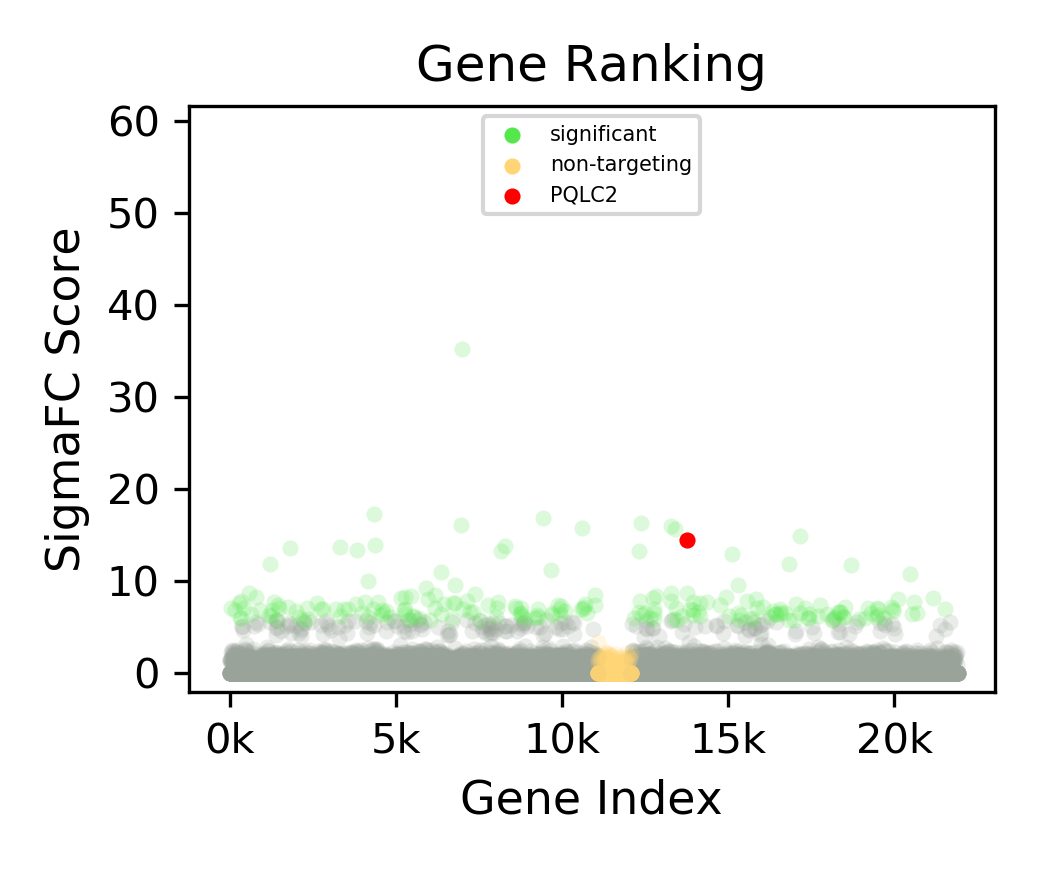 Gene Ranking
60
50
40
30
20
10
0
SigmaFC Score
significant
non-targeting
PQLC2
0k
5k
10k
15k
20k
Gene Index